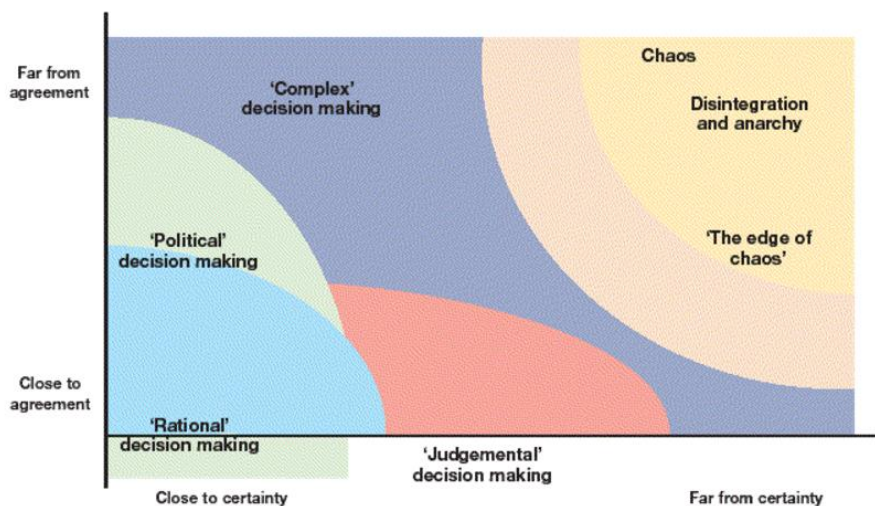 Far from
agreement
'Complex'
decision making
Chaos
Disintegration
and anarchy
'Political'
decision making
'The edge of
chaos'
Close to
agreement
'Rational'
decision making
'Judgemental'
decision making
Close to certainty
Far from certainty